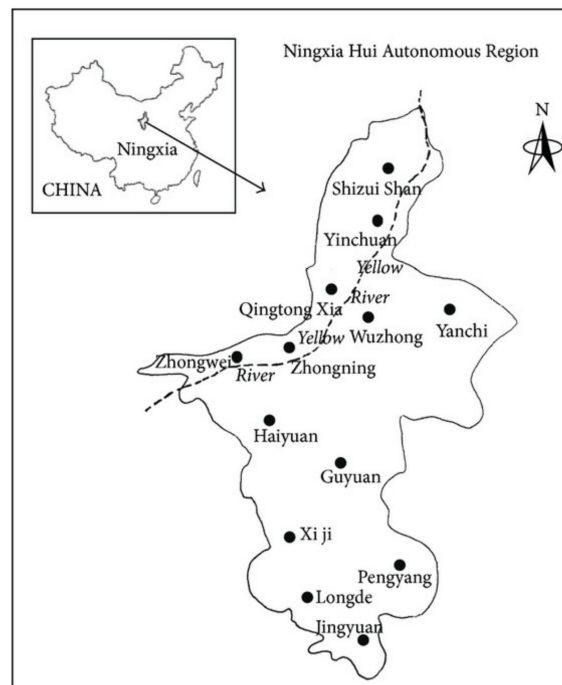 Ningxia Hui Autonomous Region
N
Ningxia
CHINA
Shizui Shan
Yinchuan
Yellow
River
Qingtong Xia
Yellow
Wuzhong
Yanchi
Zhongwei
River
Zhongning
Haiyuan
Guyuan
Xi ji
Pengyang
Longde
Jingyuan